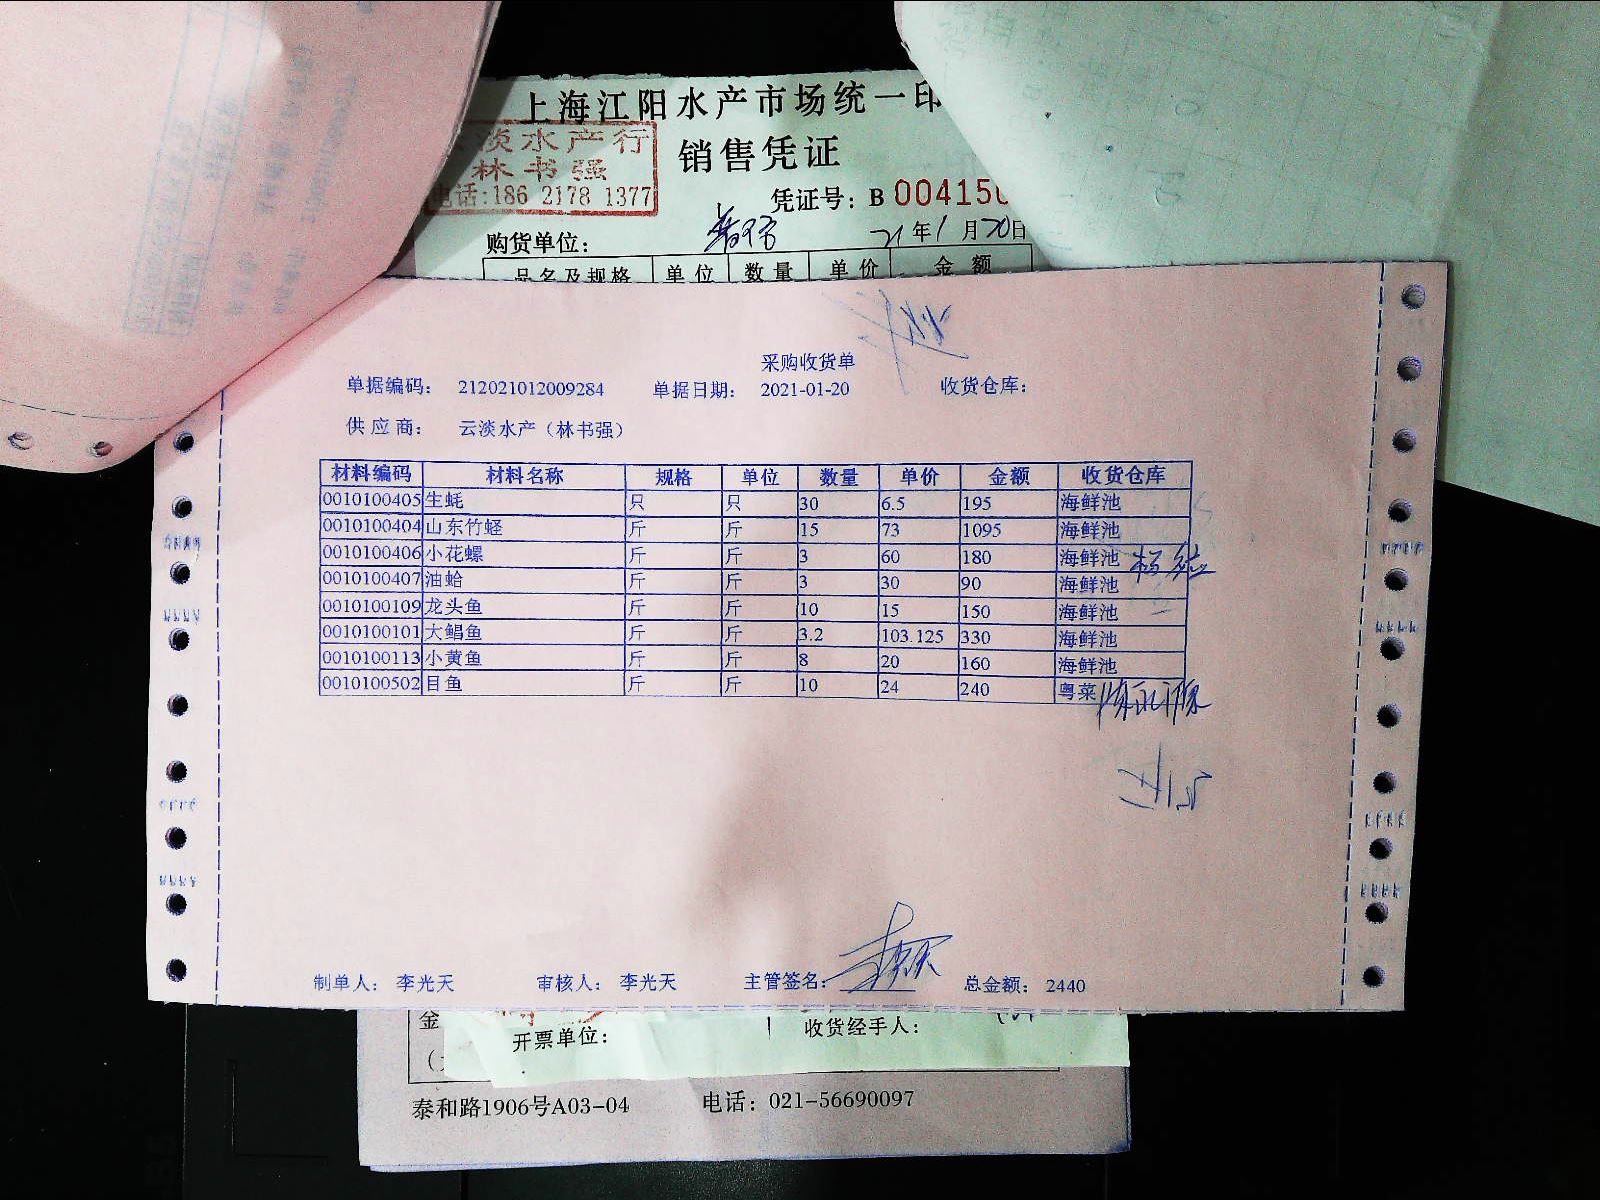 上海江阳水产市场统一印
淡水产行
林书强
电话:186 2178 1377
销售凭证
凭证号: B 004150
购货单位:
21年1月20日
品名及规格 单位 数量 单价 金额
采购收货单
单据编码: 212021012009284 单据日期: 2021-01-20 收货仓库:
供应商: 云淡水产（林书强）
材料编码 材料名称 规格 单位 数量 单价 金额 收货仓库
0010100405 生蚝 只 只 30 6.5 195 海鲜池
0010100404 山东竹蛏 斤 斤 15 73 1095 海鲜池
0010100406 小花螺 斤 斤 3 60 180 海鲜池
0010100407 油蛤 斤 斤 3 30 90 海鲜池
0010100109 龙头鱼 斤 斤 10 15 150 海鲜池
0010100101 大鲳鱼 斤 斤 3.2 103.125 330 海鲜池
0010100113 小黄鱼 斤 斤 8 20 160 海鲜池
0010100502 目鱼 斤 斤 10 24 240 粤菜
制单人: 李光天 审核人: 李光天 主管签名: 总金额: 2440
金
开票单位: 收货经手人:
泰和路1906号A03-04 电话: 021-56690097